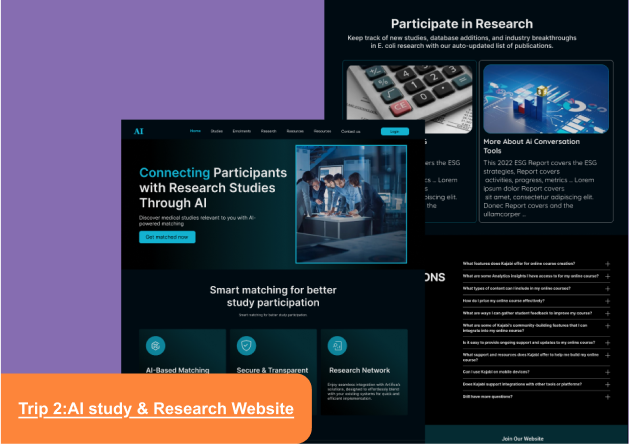 Participate in Research
Keep track of new studies, database additions, and industry breakthroughs
in E. coli research with our auto-updated list of publications.
More About Ai Conversation
Tools
This 2022 ESG Report covers the ESG
strategies, Report covers
activities, progress, metrics ... Lorem
ipsum dolor Report covers
sit amet, consectetur adipiscing elit.
Donec Report covers and the
ullamcorper ...
S
ers the ESG
... Lorem
piscing elit.
the
AI
Home
Studies
Research
Resources
Resources
Contact us
Login
Connecting Participants
with Research Studies
Through AI
Discover medical studies relevant to you with AI-
powered matching
Get matched now
Smart matching for better
study participation
Smart matching for better study participation
AI-Based Matching
Secure & Transparent
Research Network
Enjoy seamless integration with Artifica's
solutions, designed to effortlessly blend
with your existing systems for quick and
efficient implementation.
ONS
What features does Kajabi offer for online course creation?
What are some Analytics insights I have access to for my online course?
What types of content can I include in my online courses?
How do I price my online course effectively?
What are ways I can gather student feedback to improve my course?
What are some of Kajabi's community-building features that I can
integrate into my online course?
Is it easy to provide ongoing support and updates to my online course?
What support and resources does Kajabi offer to help me build my online
course?
Can I use Kajabi on mobile devices?
Does Kajabi support integrations with other tools or platforms?
Still have more questions?
Join Our Website
Trip 2:AI study & Research Website